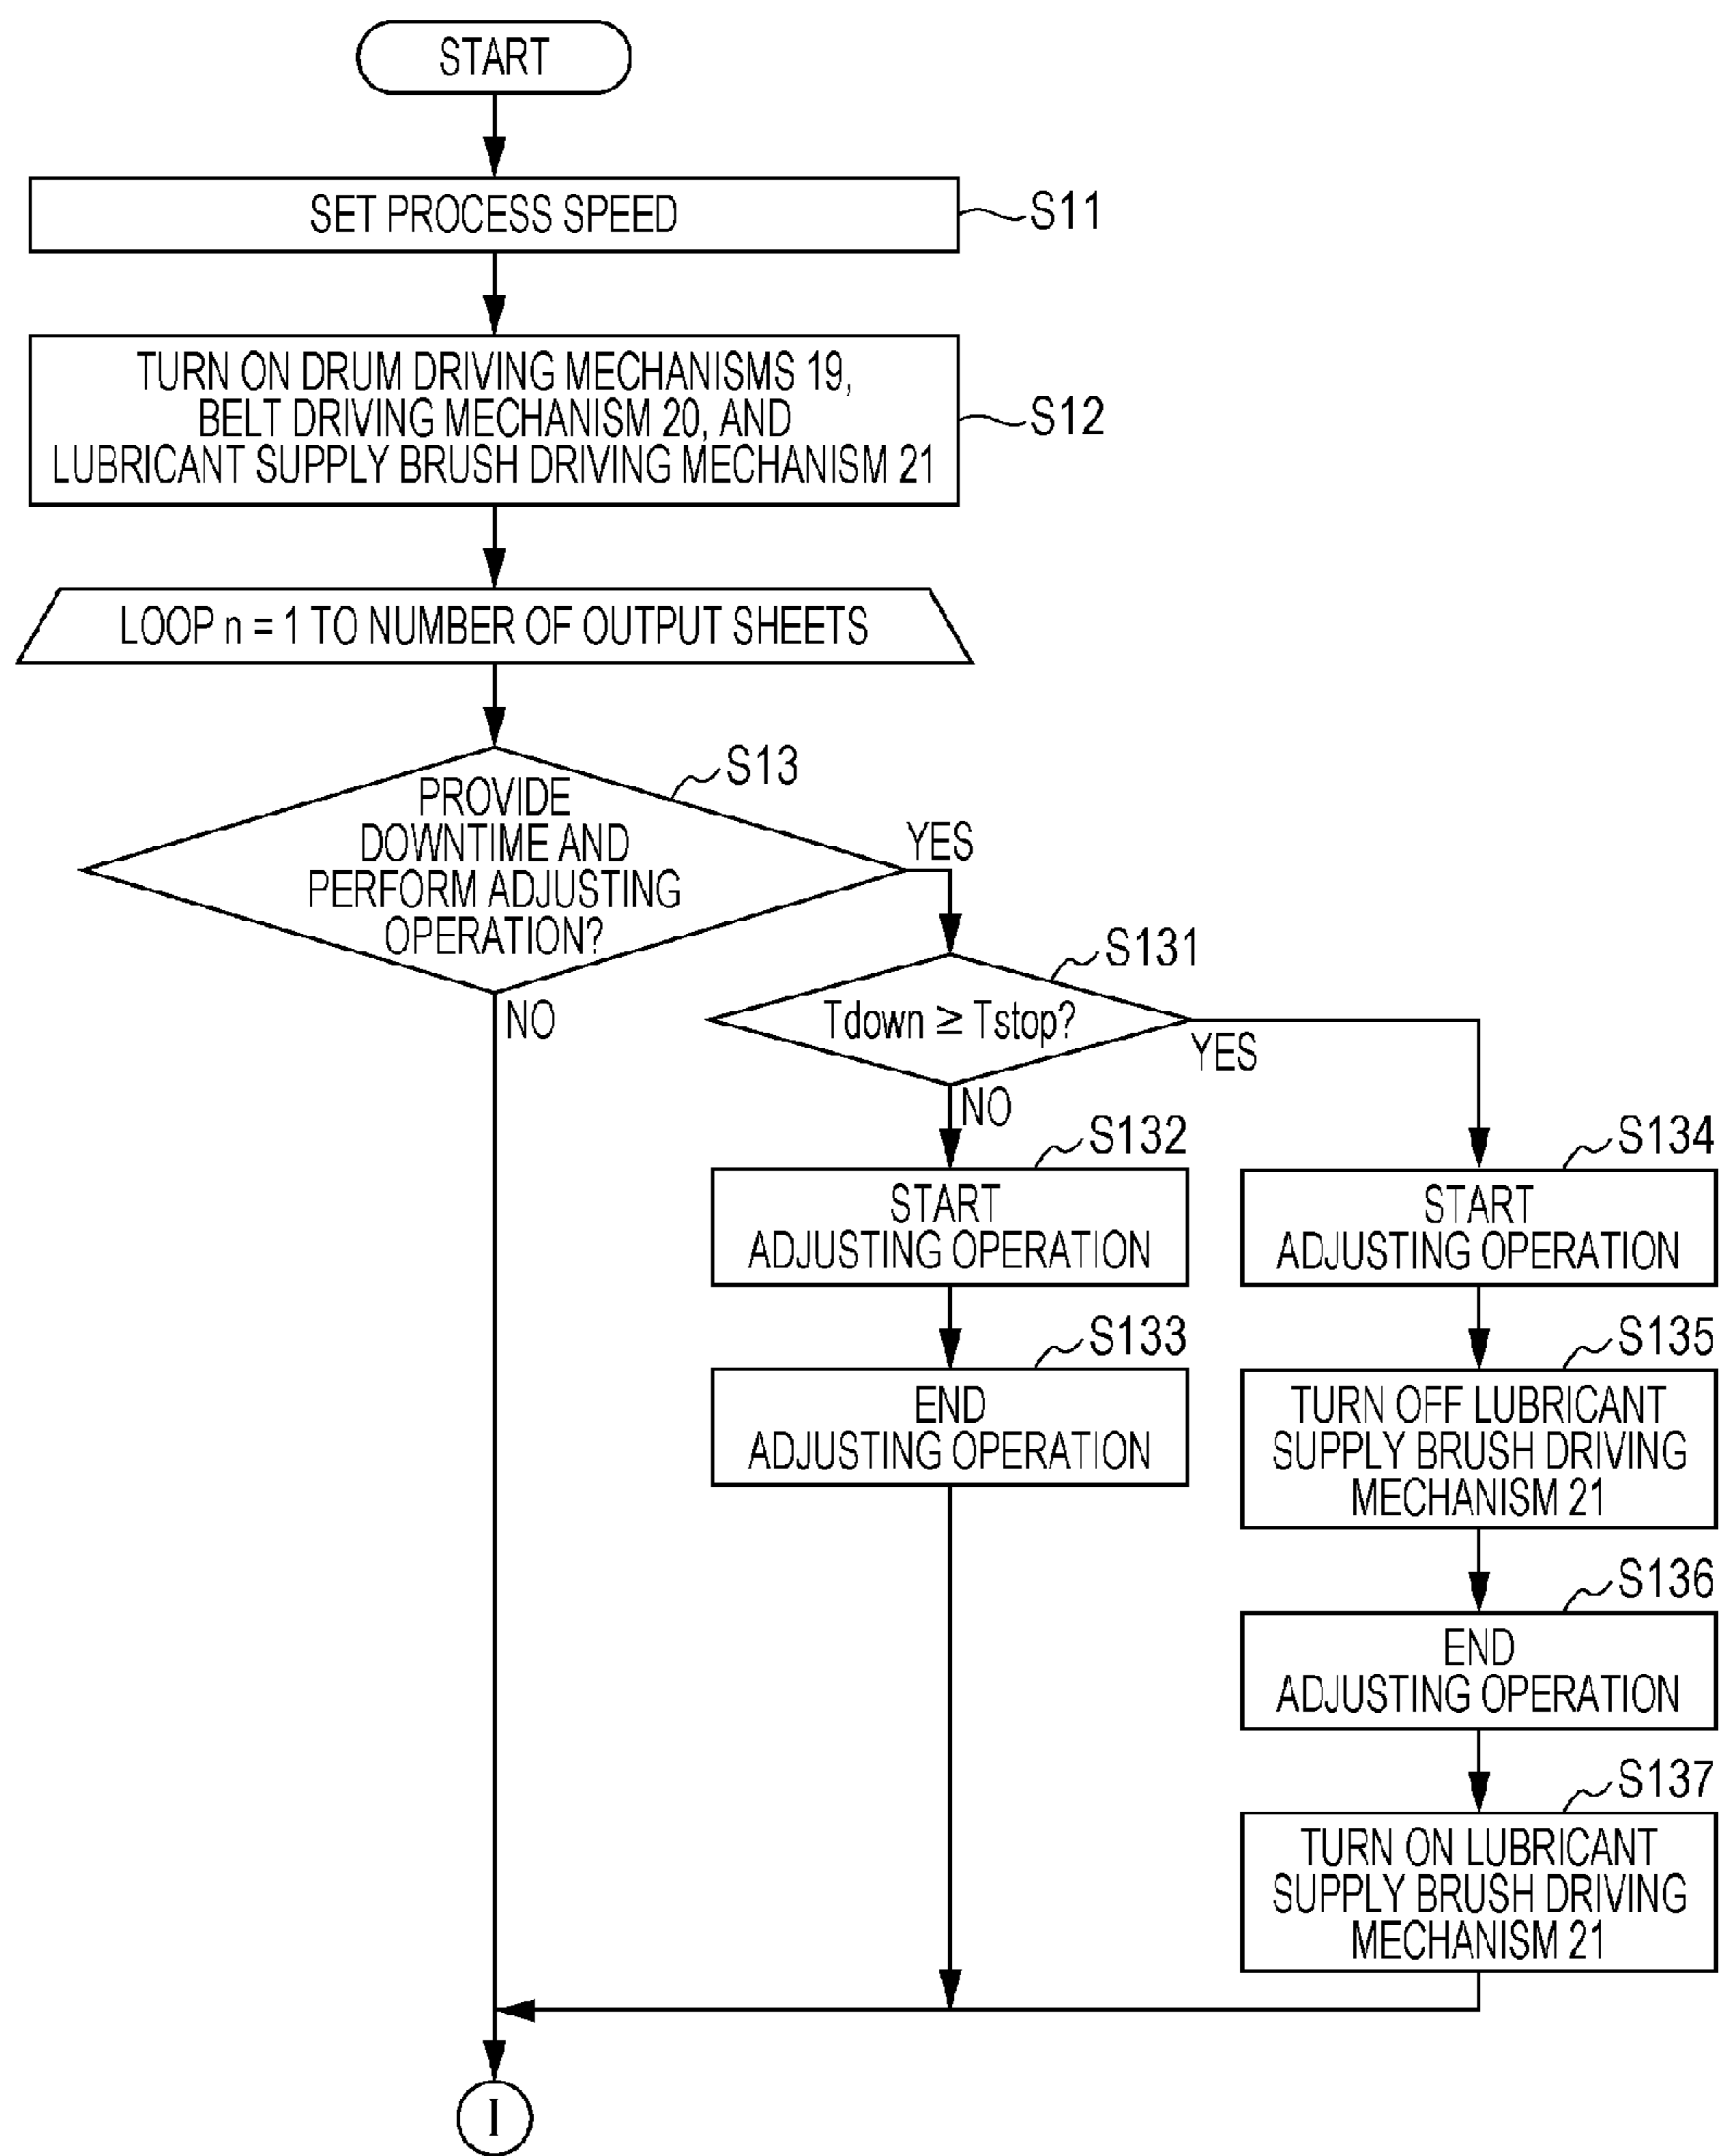 START
SET PROCESS SPEED
S11
TURN ON DRUM DRIVING MECHANISMS 19,
BELT DRIVING MECHANISM 20, AND
LUBRICANT SUPPLY BRUSH DRIVING MECHANISM 21
S12
LOOP n = 1 TO NUMBER OF OUTPUT SHEETS
S13
PROVIDE
DOWNTIME AND
PERFORM ADJUSTING
OPERATION?
YES
NO
S131
Tdown ≥ Tstop?
YES
NO
S132
START
ADJUSTING OPERATION
S133
END
ADJUSTING OPERATION
S134
START
ADJUSTING OPERATION
S135
TURN OFF LUBRICANT
SUPPLY BRUSH DRIVING
MECHANISM 21
S136
END
ADJUSTING OPERATION
S137
TURN ON LUBRICANT
SUPPLY BRUSH DRIVING
MECHANISM 21
I